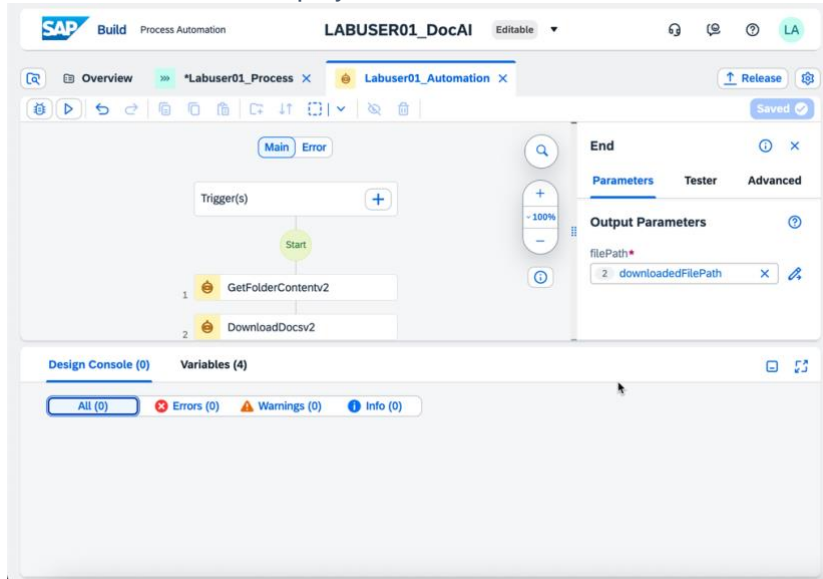 SAP Build Process Automation LABUSER01_DocAI Editable LA
Overview *Labuser01_Process Labuser01_Automation Release
Saved
Main Error
Trigger(s)
Start
1 GetFolderContentv2
2 DownloadDocsv2
100%
End
Parameters Tester Advanced
Output Parameters
filePath*
2 downloadedFilePath
Design Console (0) Variables (4)
All (0) Errors (0) Warnings (0) Info (0)